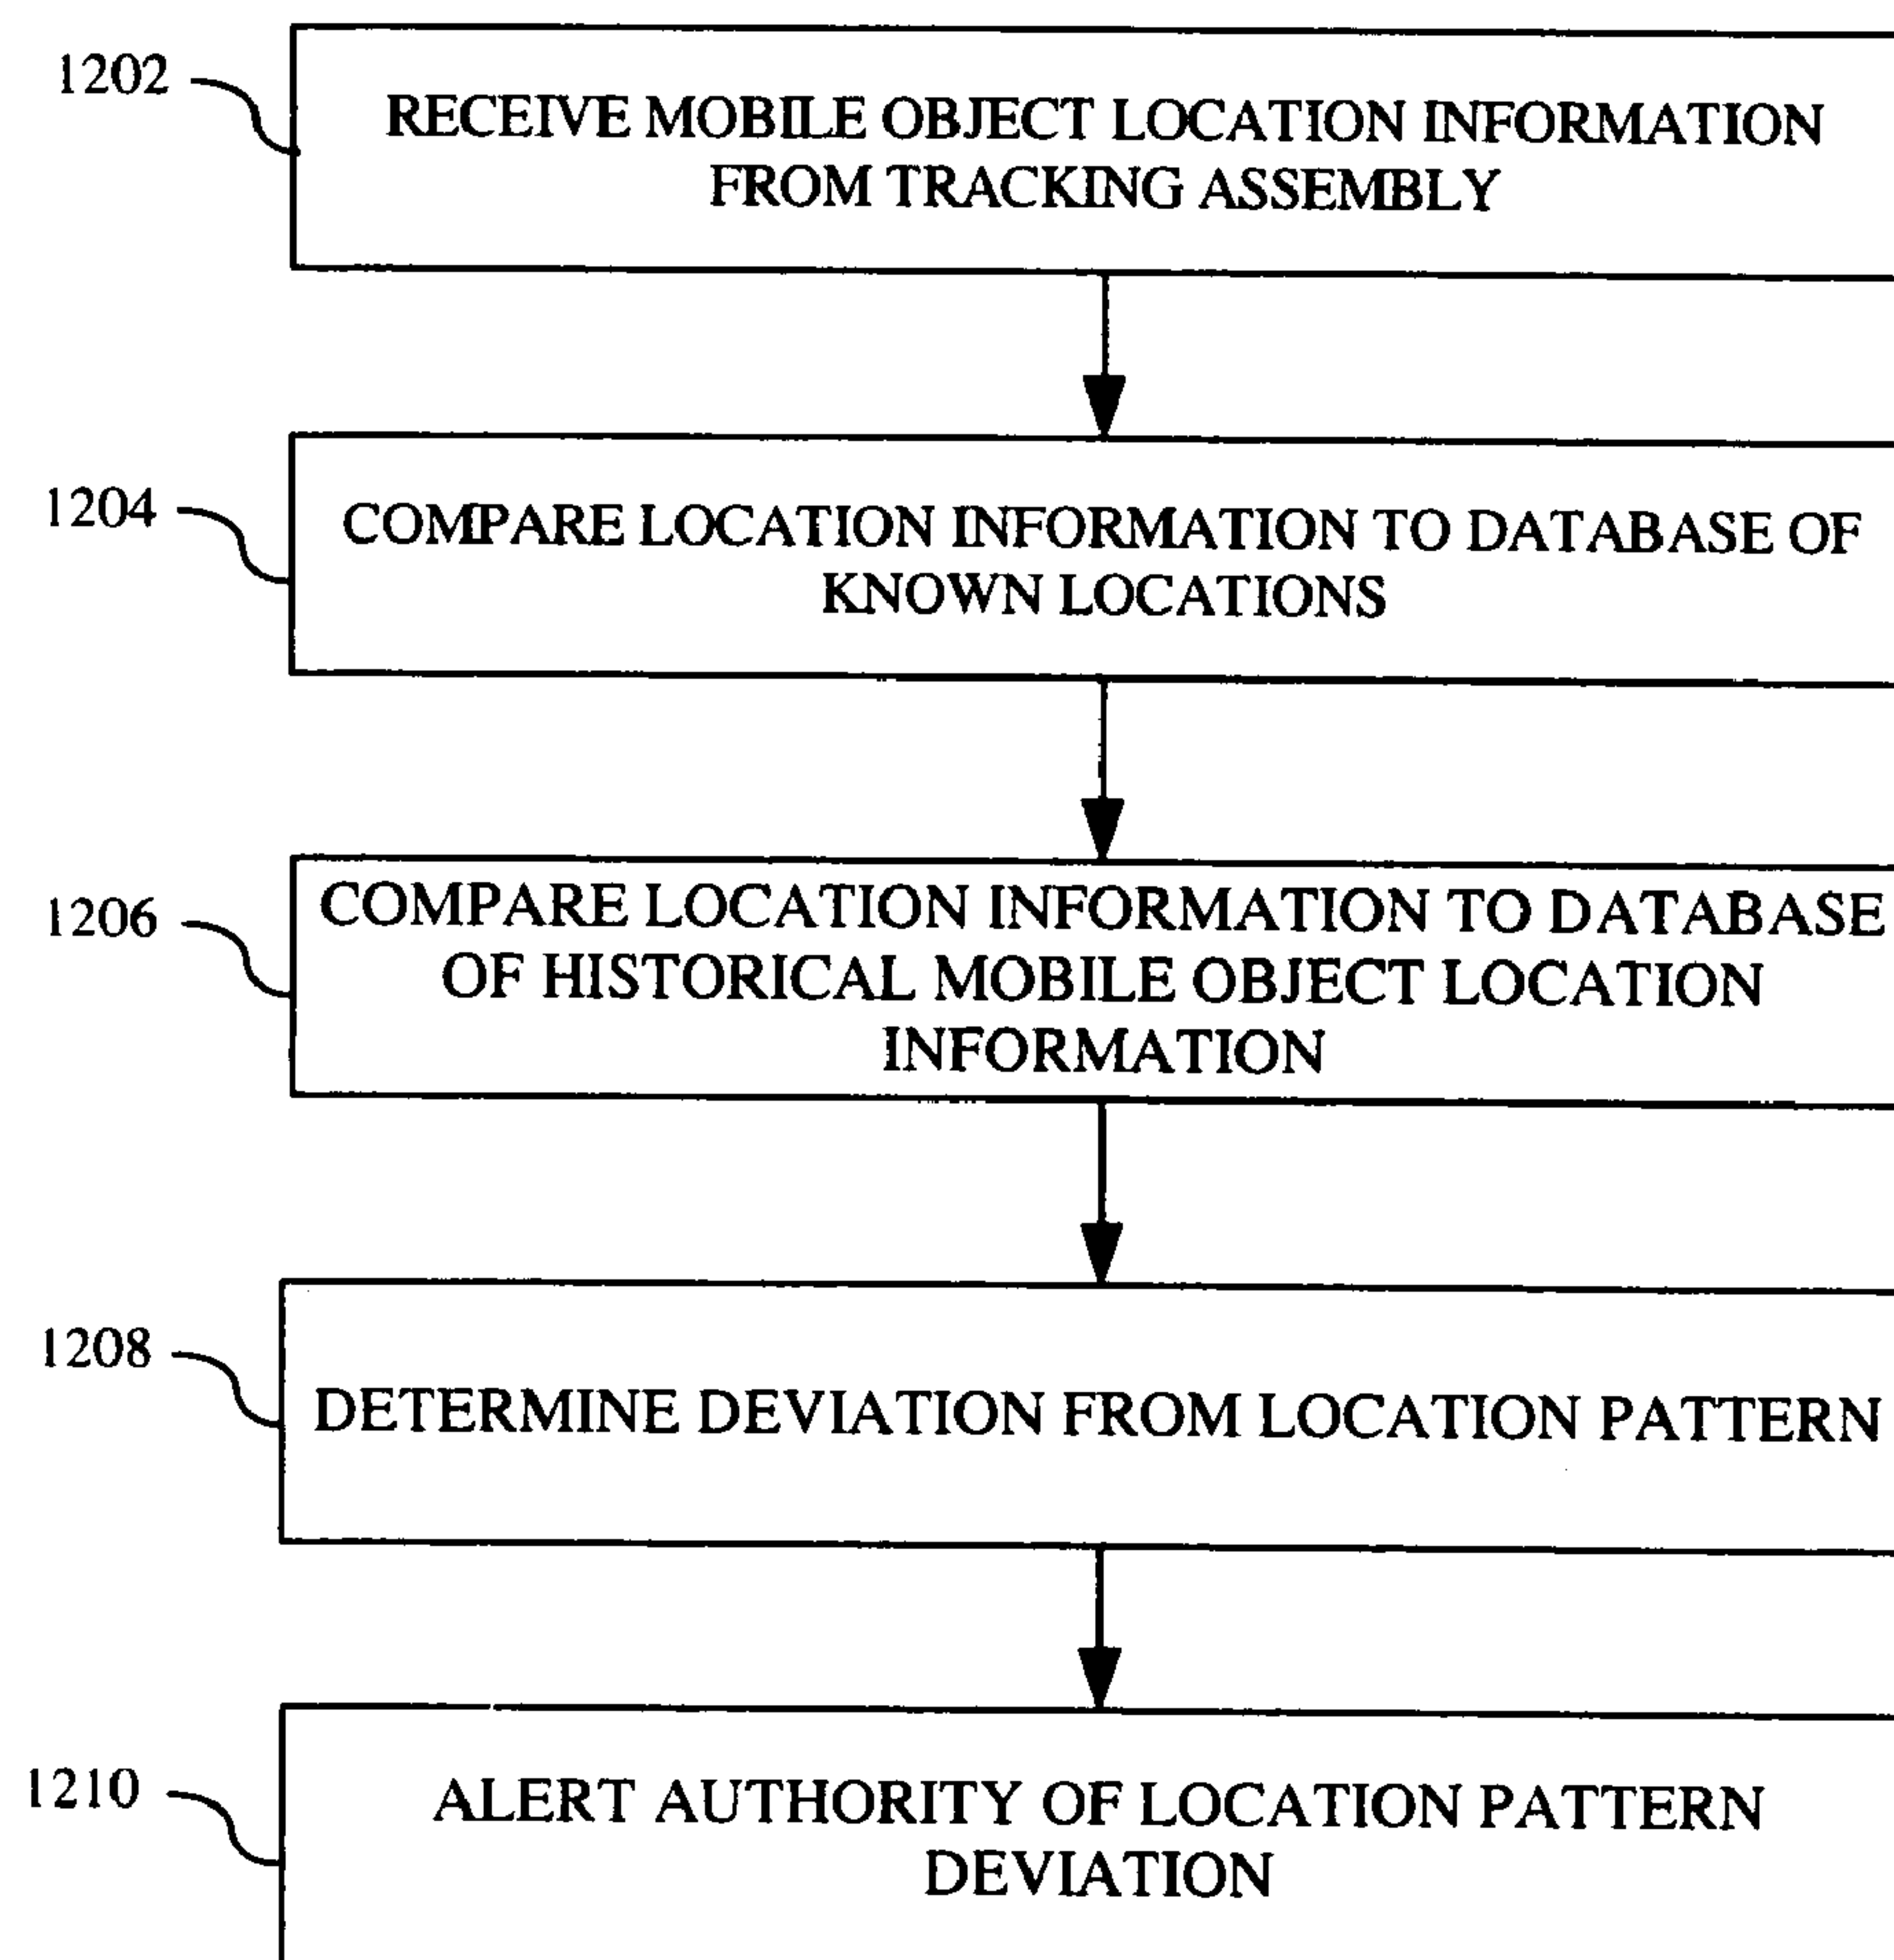 1202
RECEIVE MOBILE OBJECT LOCATION INFORMATION
FROM TRACKING ASSEMBLY
1204
COMPARE LOCATION INFORMATION TO DATABASE OF
KNOWN LOCATIONS
1206
COMPARE LOCATION INFORMATION TO DATABASE
OF HISTORICAL MOBILE OBJECT LOCATION
INFORMATION
1208
DETERMINE DEVIATION FROM LOCATION PATTERN
1210
ALERT AUTHORITY OF LOCATION PATTERN
DEVIATION